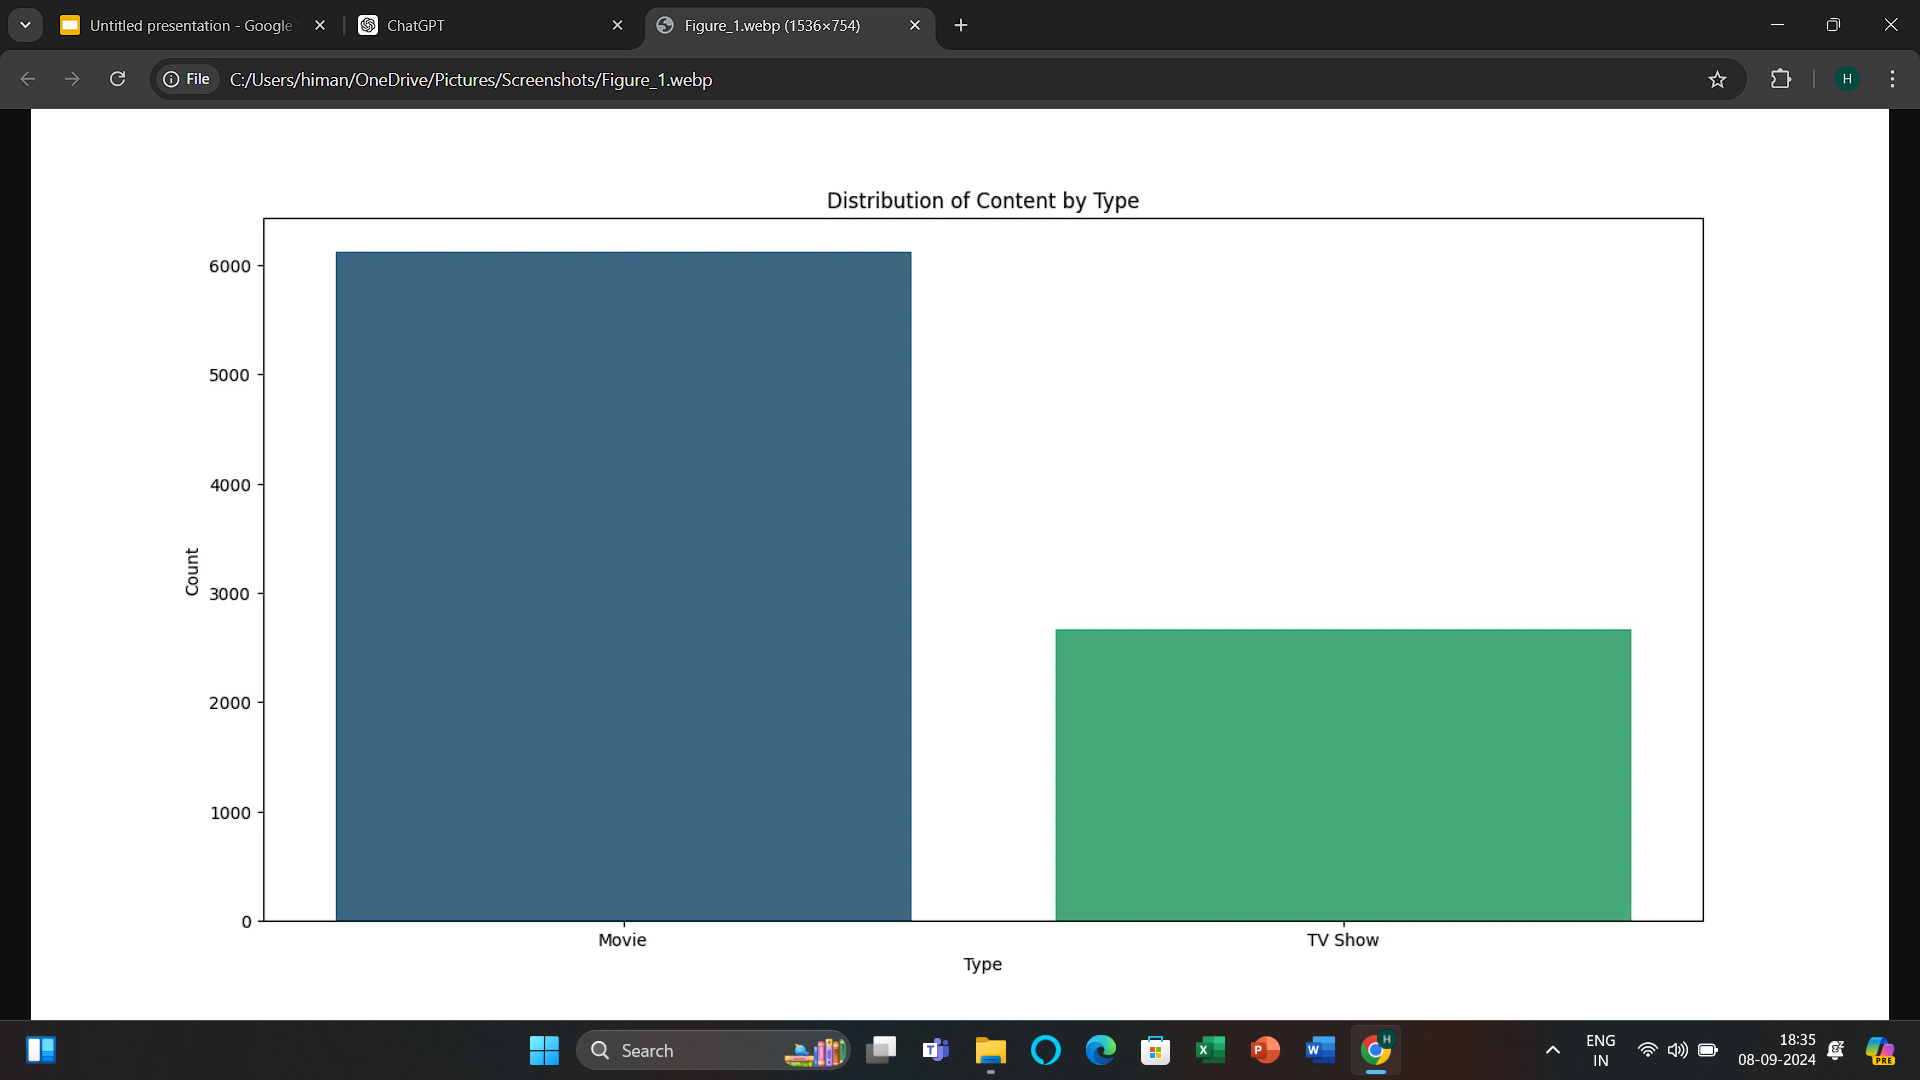 Untitled presentation - Google
ChatGPT
Figure_1.webp (1536×754)
File
C:/Users/himan/OneDrive/Pictures/Screenshots/Figure_1.webp
H
Distribution of Content by Type
6000
5000
4000
3000
2000
1000
0
Count
Movie
TV Show
Type
Search
ENG
IN
18:35
08-09-2024
PRE